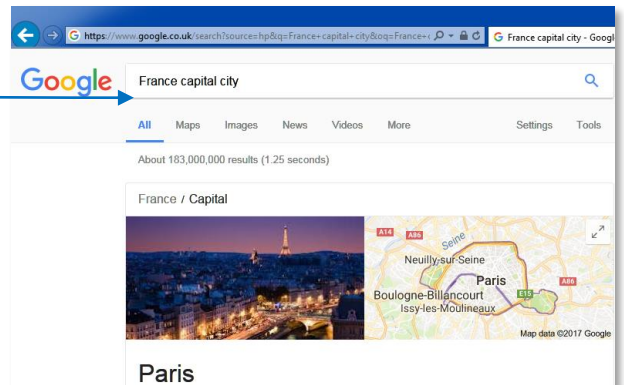 https://www.google.co.uk/search?source=hp&q=France+capital+city&oq=France+c
G France capital city - Googl
Google
France capital city
All Maps Images News Videos More Settings Tools
About 183,000,000 results (1.25 seconds)
France / Capital
A14 A86
Seine
Neuilly-sur-Seine
Paris A86
Boulogne-Billancourt E15
Issy-les-Moulineaux
Map data ©2017 Google
Paris